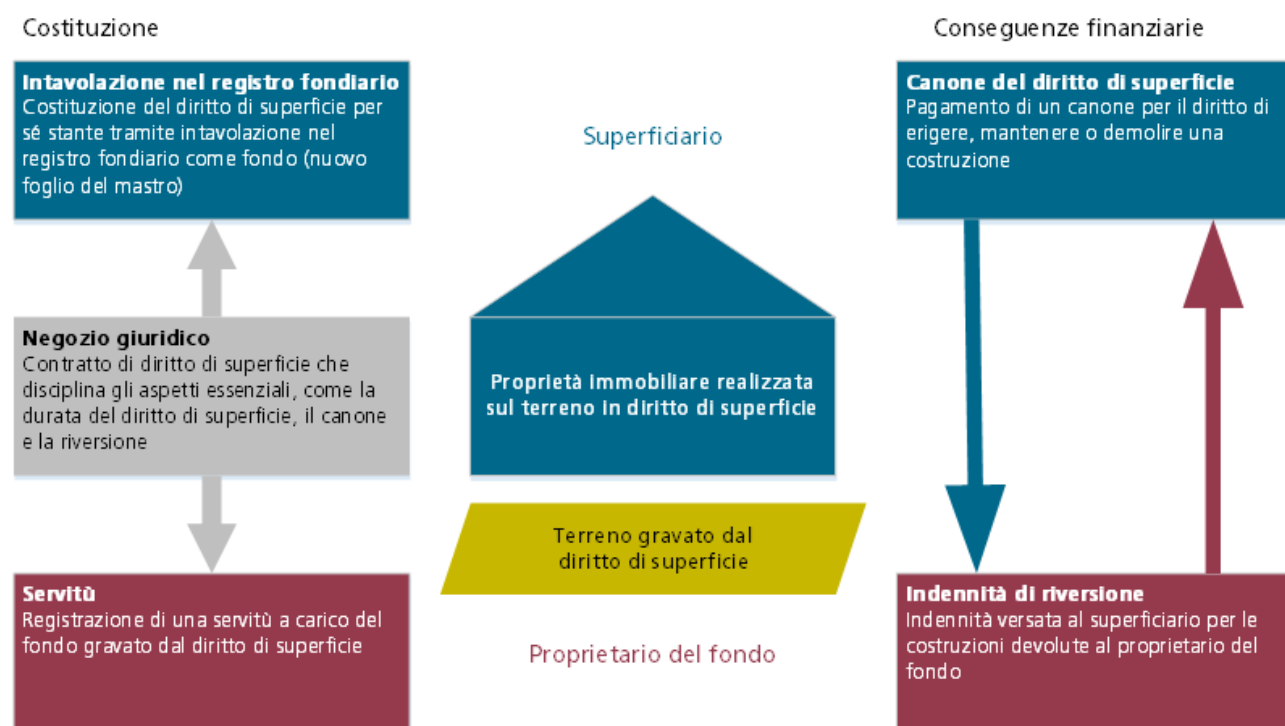 Costituzione
Intavolazione nel registro fondiario
Costituzione del diritto di superficie per
sé stante tramite intavolazione nel
registro fondiario come fondo (nuovo
foglio del mastro)
Negozio giuridico
Contratto di diritto di superficie che
disciplina gli aspetti essenziali, come la
durata del diritto di superficie, il canone
e la riversione
Servitù
Registrazione di una servitù a carico del
fondo gravato dal diritto di superficie
Superficiario
Proprietà immobiliare realizzata
sul terreno in diritto di superficie
Terreno gravato dal
diritto di superficie
Proprietario del fondo
Conseguenze finanziarie
Canone del diritto di superficie
Pagamento di un canone per il diritto di
erigere, mantenere o demolire una
costruzione
Indennità di riversione
Indennità versata al superficiario per le
costruzioni devolute al proprietario del
fondo